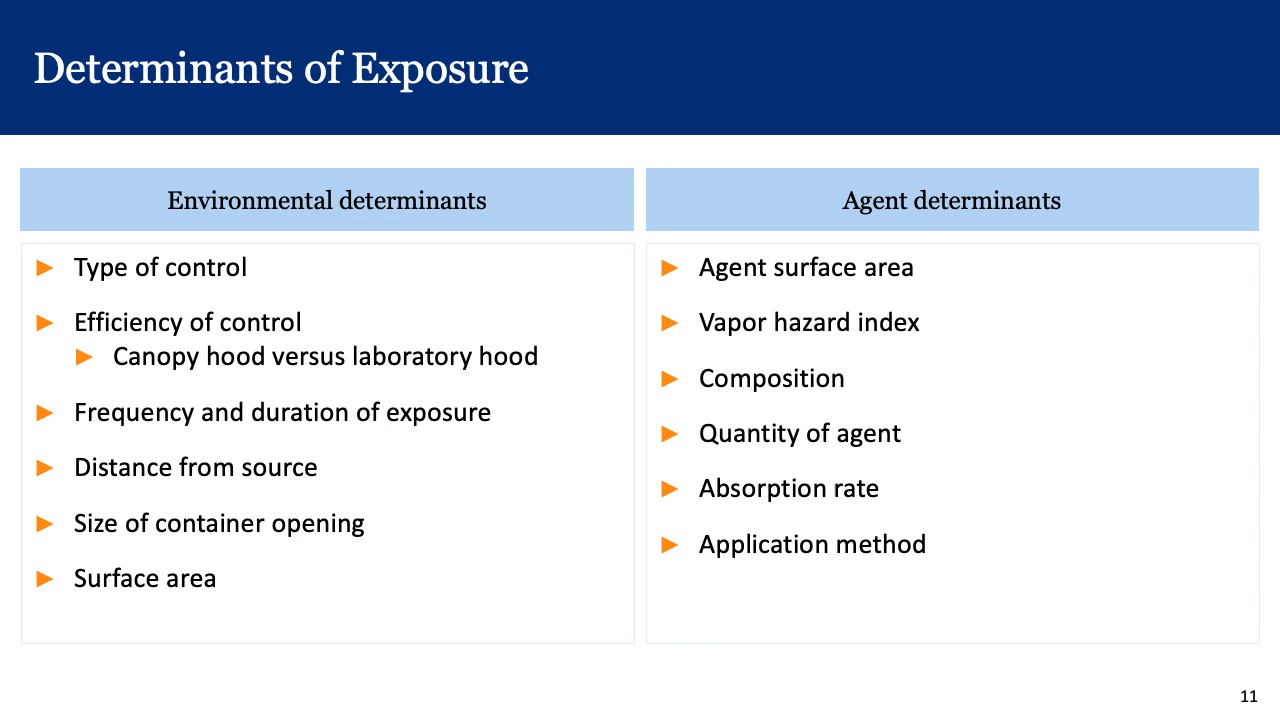 Determinants of Exposure
Environmental determinants
► Type of control
► Efficiency of control
► Canopy hood versus laboratory hood
► Frequency and duration of exposure
► Distance from source
► Size of container opening
► Surface area
Agent determinants
► Agent surface area
► Vapor hazard index
► Composition
► Quantity of agent
► Absorption rate
► Application method
11